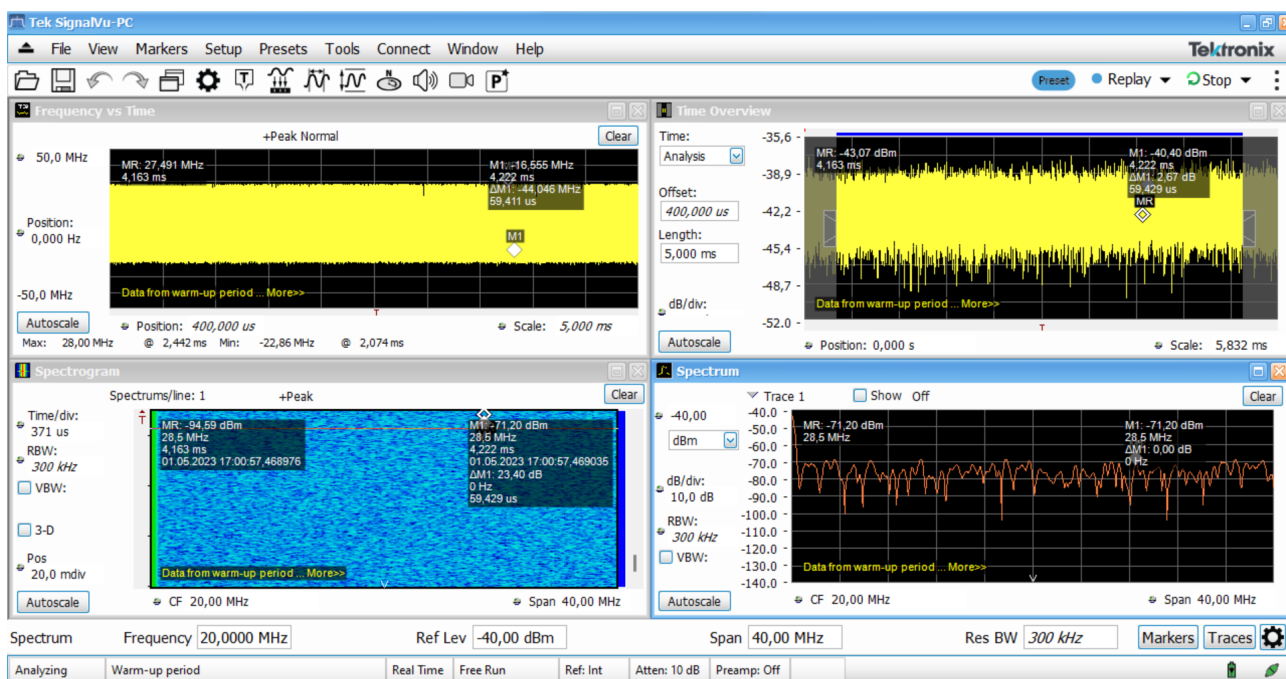 Tek SignalVu-PC
File View Markers Setup Presets Tools Connect Window Help
Tektronix
T N P
Preset Replay Stop
Frequency vs Time
+Peak Normal
Clear
50,0 MHz
MR: 27,491 MHz
4,163 ms
M1: -16,555 MHz
4,222 ms
ΔM1: -44,046 MHz
59,411 us
Position:
0,000 Hz
M1
-50,0 MHz
Data from warm-up period ... More>>
T
Autoscale
Position: 400,000 us
Scale: 5,000 ms
Max: 28,00 MHz @ 2,442 ms Min: -22,86 MHz @ 2,074 ms
Time Overview
Time:
Analysis
Offset:
400,000 us
Length:
5,000 ms
dB/div:
Autoscale
-35,6
-38,9
-42,2
-45,4
-48,7
-52.0
MR: -43,07 dBm
4,163 ms
M1: -40,40 dBm
4,222 ms
ΔM1: 2,67 dB
59,429 us
MR
Data from warm-up period ... More>>
T
Position: 0,000 s
Scale: 5,832 ms
Spectrogram
Spectrums/line: 1
+Peak
Clear
Time/div:
371 us
RBW:
300 kHz
VBW:
3-D
Pos
20,0 mdiv
Autoscale
T
MR: -94,59 dBm
28,5 MHz
4,163 ms
01.05.2023 17:00:57,468976
M1: -71,20 dBm
28,5 MHz
4,222 ms
01.05.2023 17:00:57,469035
ΔM1: 23,40 dB
0 Hz
59,429 us
Data from warm-up period ... More>>
CF 20,00 MHz
Span 40,00 MHz
Spectrum
Trace 1
Show Off
Clear
-40,00
dBm
dB/div:
10,0 dB
RBW:
300 kHz
VBW:
Autoscale
-40.0
-50.0
-60.0
-70.0
-80.0
-90.0
-100.0
-110.0
-120.0
-130.0
-140.0
MR: -71,20 dBm
28,5 MHz
M1: -71,20 dBm
28,5 MHz
ΔM1: 0,00 dB
0 Hz
Data from warm-up period ... More>>
CF 20,00 MHz
Span 40,00 MHz
Spectrum Frequency 20,0000 MHz Ref Lev -40,00 dBm Span 40,00 MHz Res BW 300 kHz Markers Traces
Analyzing Warm-up period Real Time Free Run Ref: Int Atten: 10 dB Preamp: Off